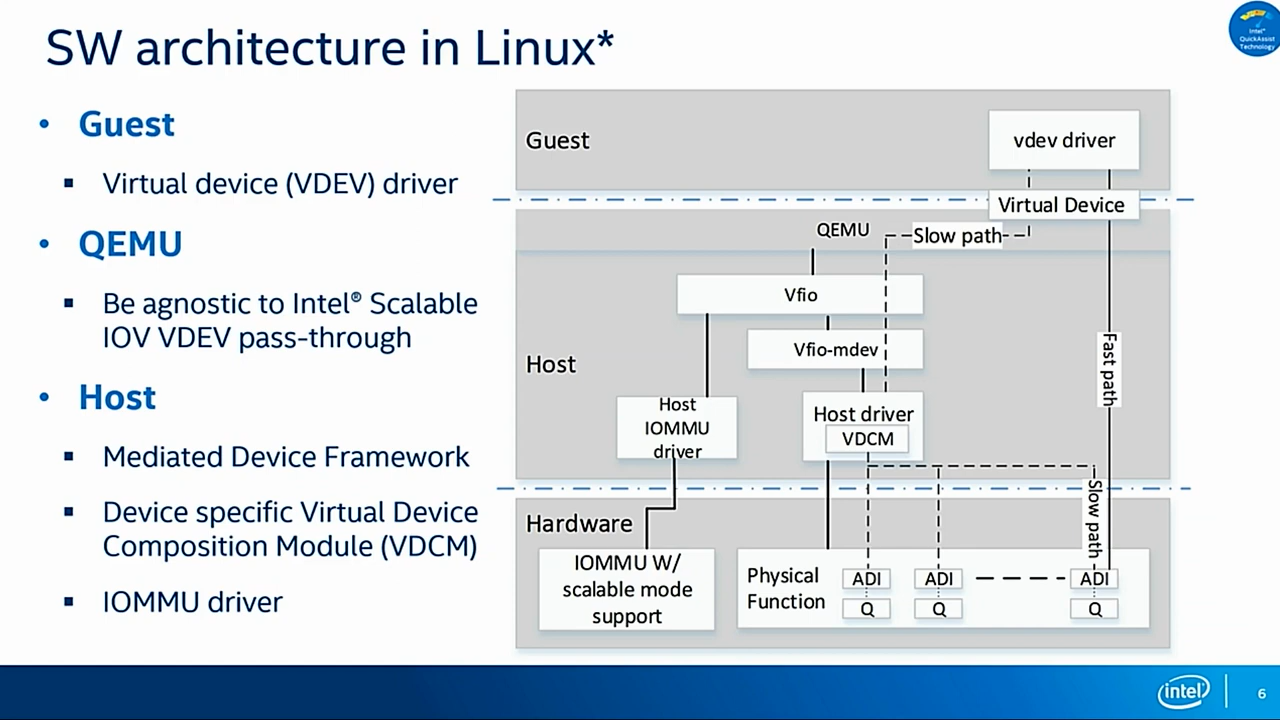 SW architecture in Linux*
Intel®
QuickAssist
Technology
• Guest
▪ Virtual device (VDEV) driver
• QEMU
▪ Be agnostic to Intel® Scalable
IOV VDEV pass-through
• Host
▪ Mediated Device Framework
▪ Device specific Virtual Device
Composition Module (VDCM)
▪ IOMMU driver
Guest
vdev driver
Virtual Device
QEMU
Slow path
Vfio
Vfio-mdev
Host
Fast path
Host
IOMMU
driver
Host driver
VDCM
Slow path
Hardware
IOMMU W/
scalable mode
support
Physical
Function
ADI
ADI
ADI
Q
Q
Q
intel
6